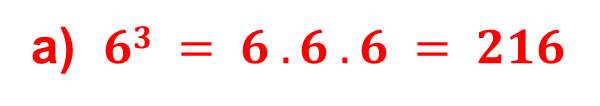 a) 6³ = 6 . 6 . 6 = 216